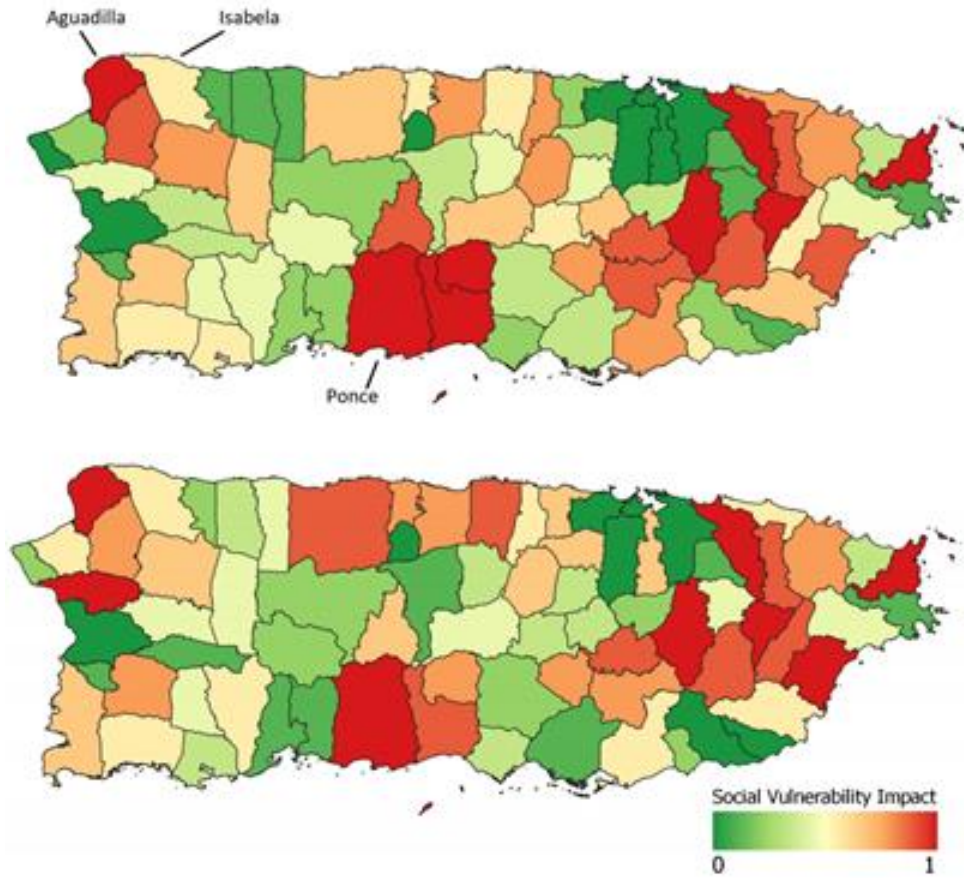 Aguadilla
Isabela
Ponce
Social Vulnerability Impact
0
1